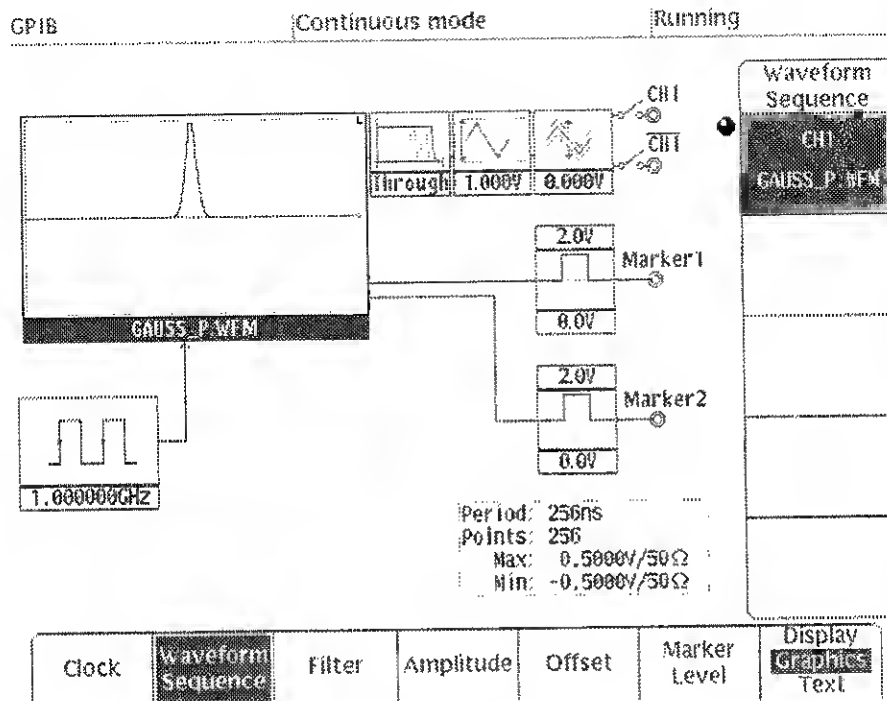 GPIB
Continuous mode
Running
Waveform
Sequence
CH1
GAUSS_P.WFM
CH1
CH1
Through
1.000V
0.000V
GAUSS_P.WFM
2.0V
Marker1
0.0V
2.0V
Marker2
0.0V
1.000000GHz
Period: 256ns
Points: 256
Max: 0.5000V/50Ω
Min: -0.5000V/50Ω
Clock
Waveform
Sequence
Filter
Amplitude
Offset
Marker
Level
Display
Graphics
Text